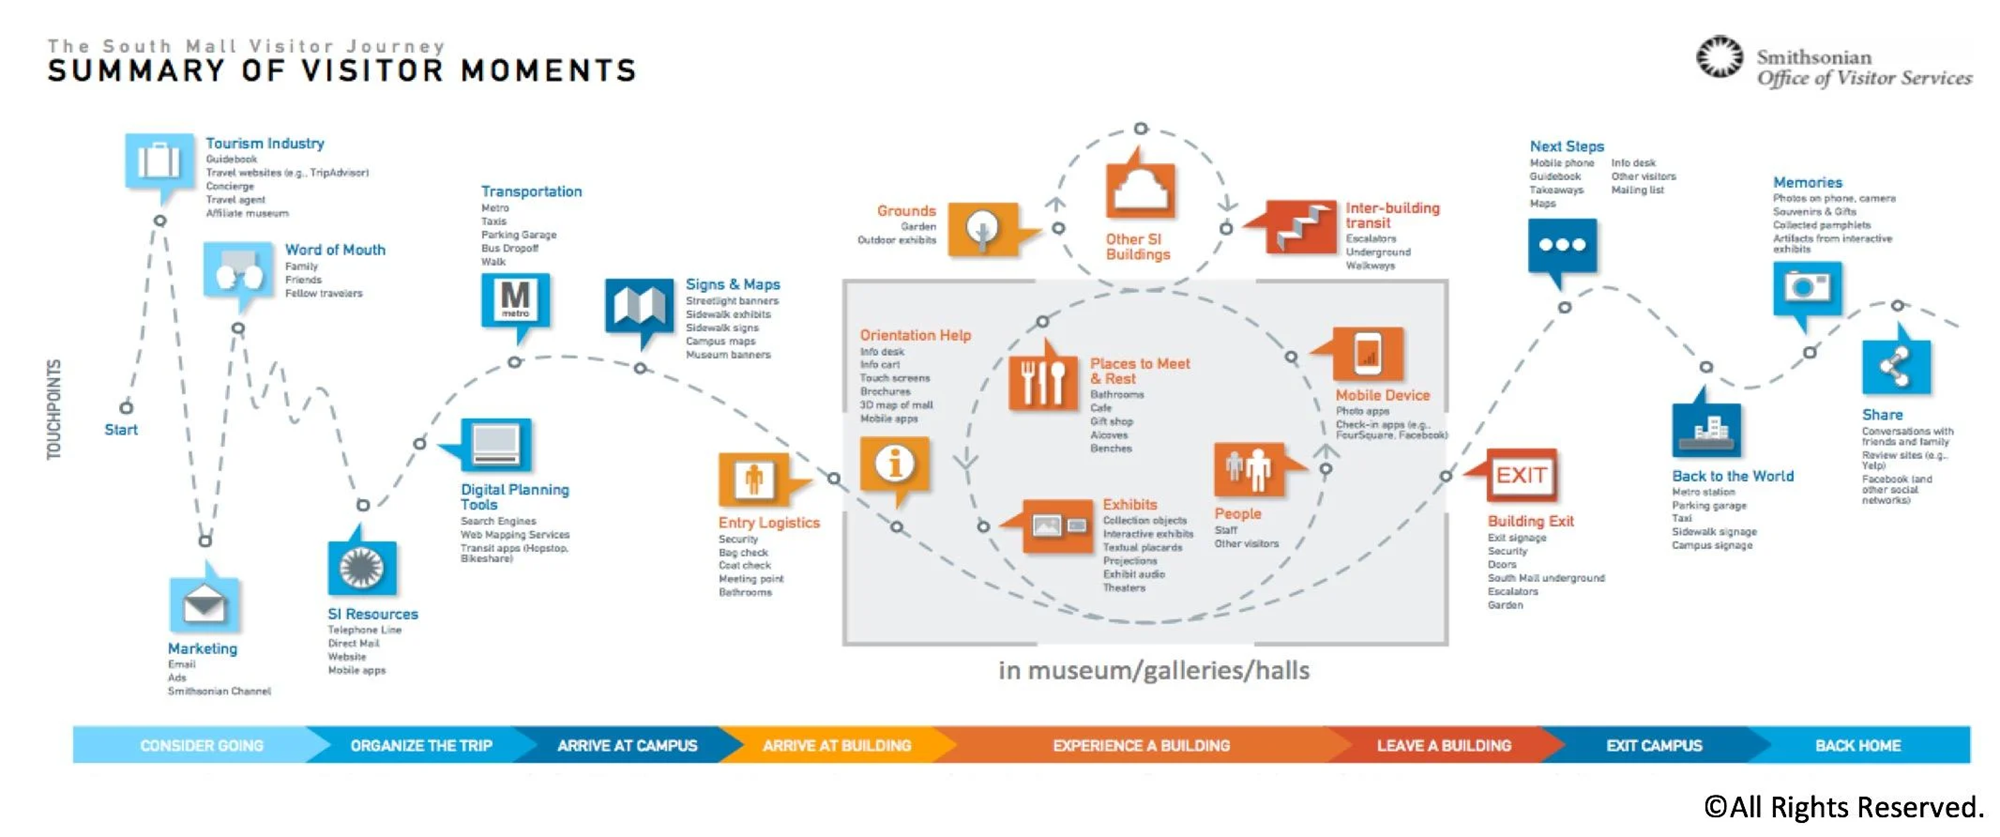 The South Mall Visitor Journey
SUMMARY OF VISITOR MOMENTS
Smithsonian
Office of Visitor Services
TOUCHPOINTS
Start
Tourism Industry
Guidebook
Travel websites (e.g., TripAdvisor)
Concierge
Travel agent
Affiliate museum
Word of Mouth
Family
Friends
Fellow travelers
Marketing
Email
Ads
Smithsonian Channel
SI Resources
Telephone Line
Direct Mail
Website
Mobile apps
Digital Planning
Tools
Search Engines
Web Mapping Services
Transit apps (Hopstop,
Bikeshare)
Transportation
Metro
Taxis
Parking Garage
Bus Dropoff
Walk
M
metro
Signs & Maps
Streetlight banners
Sidewalk exhibits
Sidewalk signs
Campus maps
Museum banners
Entry Logistics
Security
Bag check
Coat check
Meeting point
Bathrooms
Orientation Help
Info desk
Info cart
Touch screens
Brochures
3D map of mall
Mobile apps
i
Grounds
Garden
Outdoor exhibits
Other SI
Buildings
Inter-building
transit
Escalators
Underground
Walkways
Places to Meet
& Rest
Bathrooms
Cafe
Gift shop
Alcoves
Benches
Exhibits
Collection objects
Interactive exhibits
Textual placards
Projections
Exhibit audio
Theaters
People
Staff
Other visitors
Mobile Device
Photo apps
Check-in apps (e.g.,
FourSquare, Facebook)
in museum/galleries/halls
EXIT
Building Exit
Exit signage
Security
Doors
South Mall underground
Escalators
Garden
Next Steps
Mobile phone
Guidebook
Takeaways
Maps
Info desk
Other visitors
Mailing list
Back to the World
Metro station
Parking garage
Taxi
Sidewalk signage
Campus signage
Memories
Photos on phone, camera
Souvenirs & Gifts
Collected pamphlets
Artifacts from interactive
exhibits
Share
Conversations with
friends and family
Review sites (e.g.,
Yelp)
Facebook (and
other social
networks)
CONSIDER GOING
ORGANIZE THE TRIP
ARRIVE AT CAMPUS
ARRIVE AT BUILDING
EXPERIENCE A BUILDING
LEAVE A BUILDING
EXIT CAMPUS
BACK HOME
©All Rights Reserved.